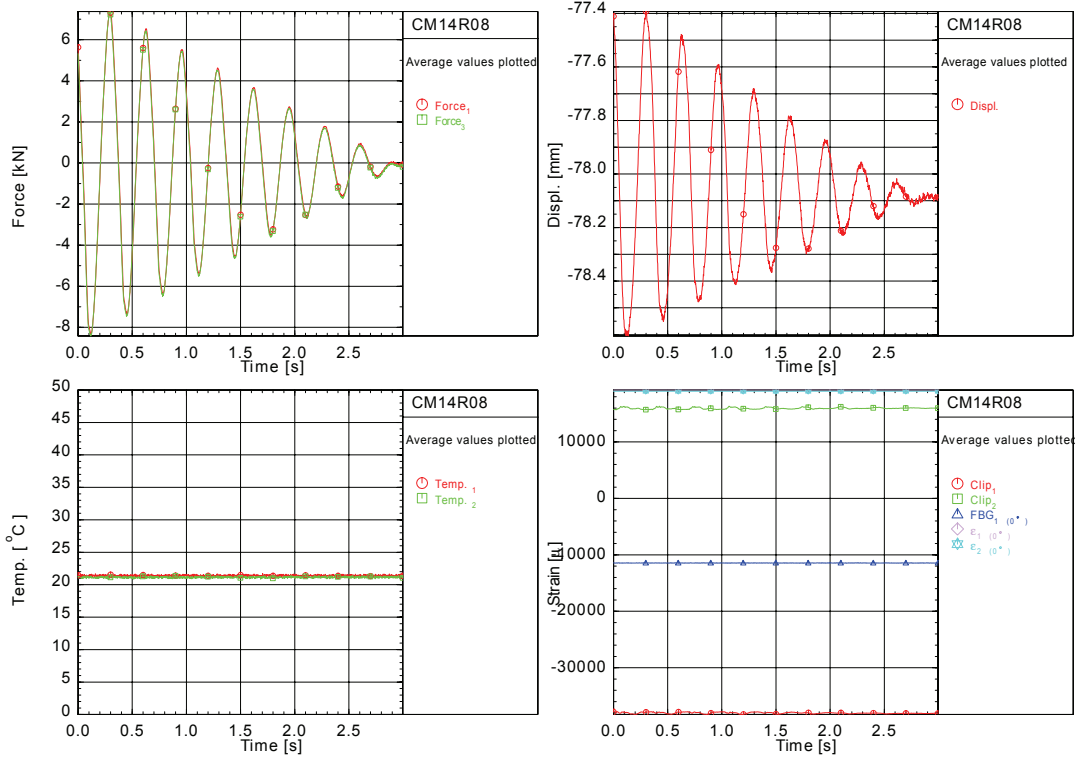 CM14R08
Average values plotted
Force1
Force3
Force [kN]
6
4
2
0
-2
-4
-6
-8
0.0 0.5 1.0 1.5 2.0 2.5
Time [s]
CM14R08
Average values plotted
Displ.
Displ. [mm]
-77.4
-77.6
-77.8
-78.0
-78.2
-78.4
0.0 0.5 1.0 1.5 2.0 2.5
Time [s]
CM14R08
Average values plotted
Temp. 1
Temp. 2
Temp. [ °C]
50
45
40
35
30
25
20
15
10
5
0
0.0 0.5 1.0 1.5 2.0 2.5
Time [s]
CM14R08
Average values plotted
Clip1
Clip2
FBG1 (0°)
ε1 (0°)
ε2 (0°)
Strain [µ]
10000
0
-10000
-20000
-30000
0.0 0.5 1.0 1.5 2.0 2.5
Time [s]